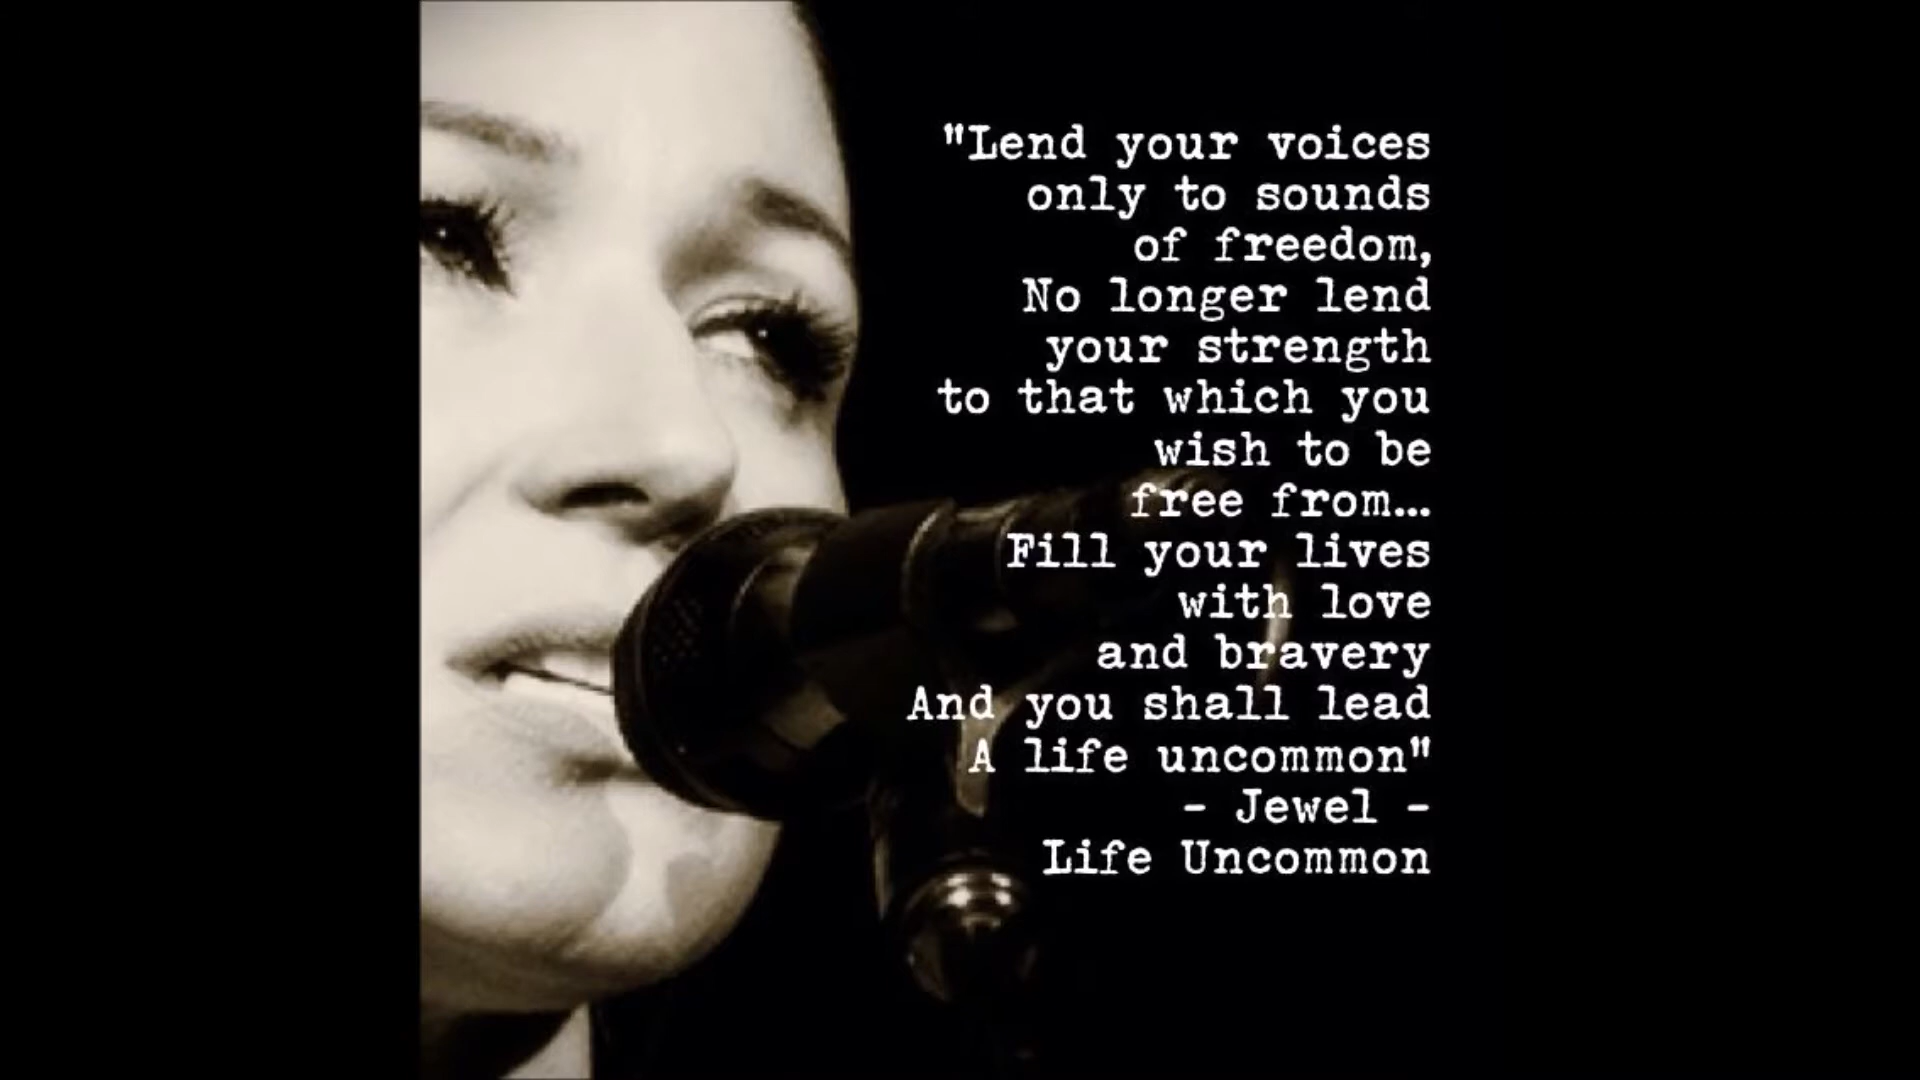 "Lend your voices
only to sounds
of freedom,
No longer lend
your strength
to that which you
wish to be
free from...
Fill your lives
with love
and bravery
And you shall lead
A life uncommon"
- Jewel -
Life Uncommon